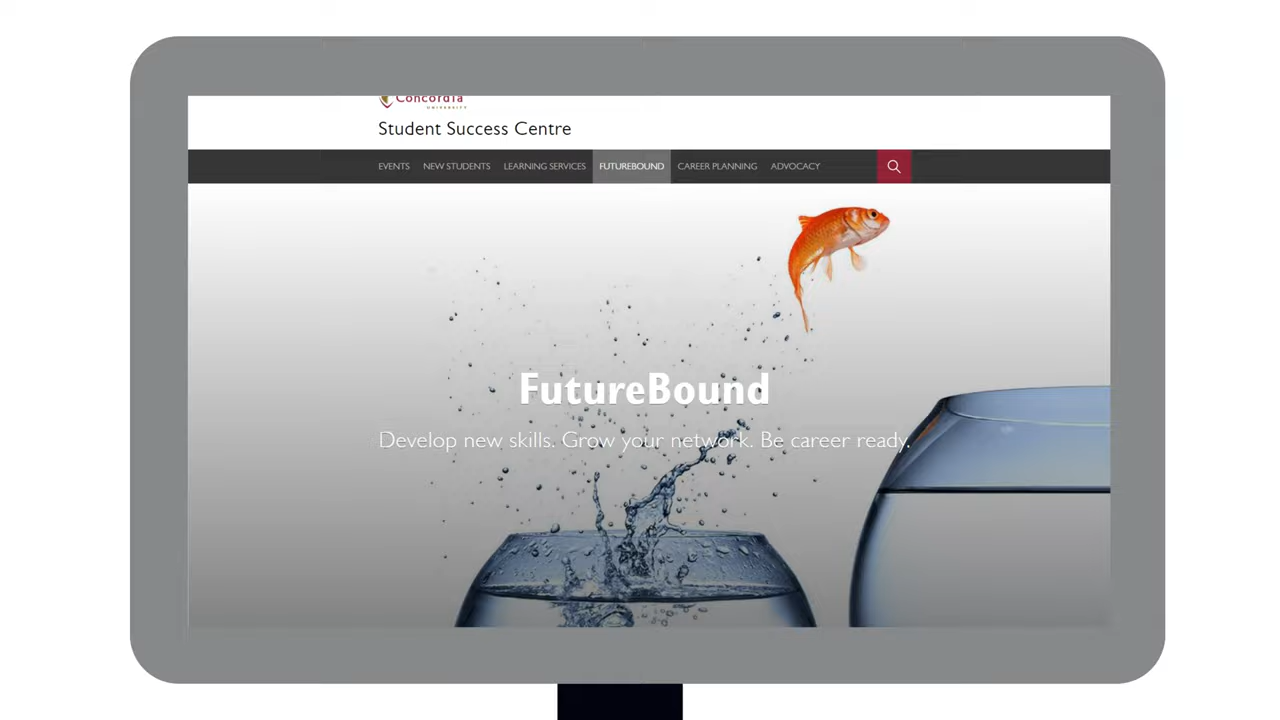 Concordia
UNIVERSITY
Student Success Centre
EVENTS NEW STUDENTS LEARNING SERVICES FUTUREBOUND CAREER PLANNING ADVOCACY
FutureBound
Develop new skills. Grow your network. Be career ready.